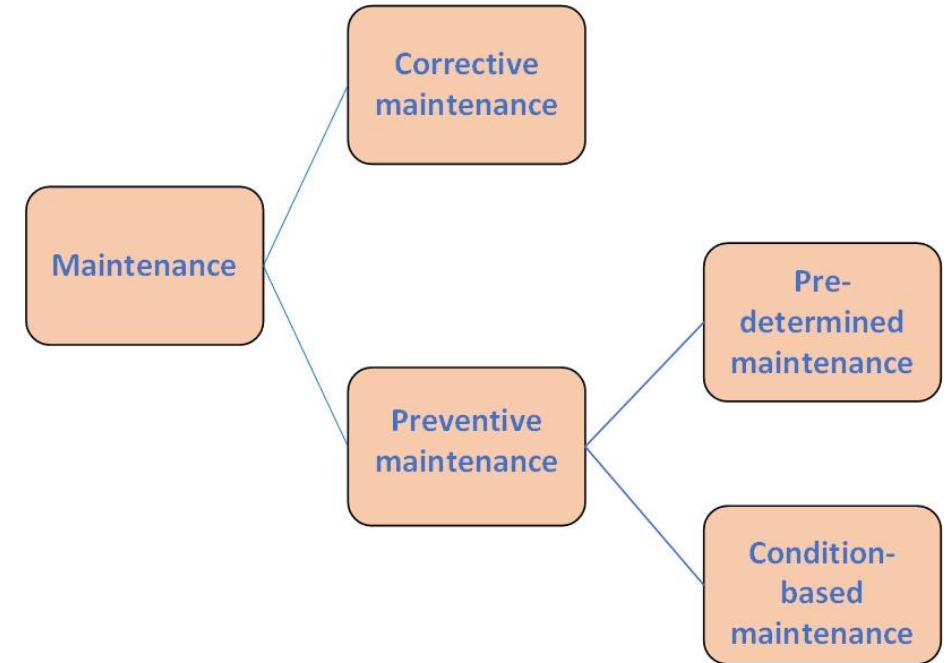 Corrective
maintenance
Maintenance
Preventive
maintenance
Pre-
determined
maintenance
Condition-
based
maintenance